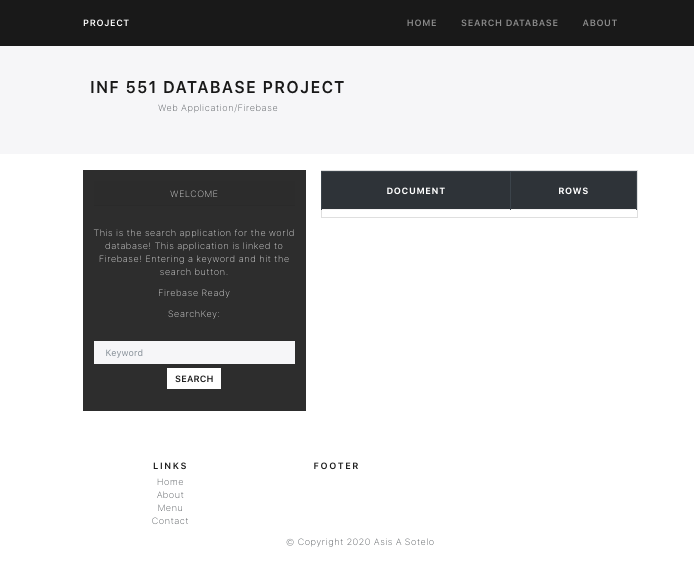 PROJECT
HOME SEARCH DATABASE ABOUT
INF 551 DATABASE PROJECT
Web Application/Firebase
WELCOME
This is the search application for the world
database! This application is linked to
Firebase! Entering a keyword and hit the
search button.
Firebase Ready
SearchKey:
Keyword
SEARCH
DOCUMENT ROWS
LINKS
Home
About
Menu
Contact
FOOTER
© Copyright 2020 Asis A Sotelo